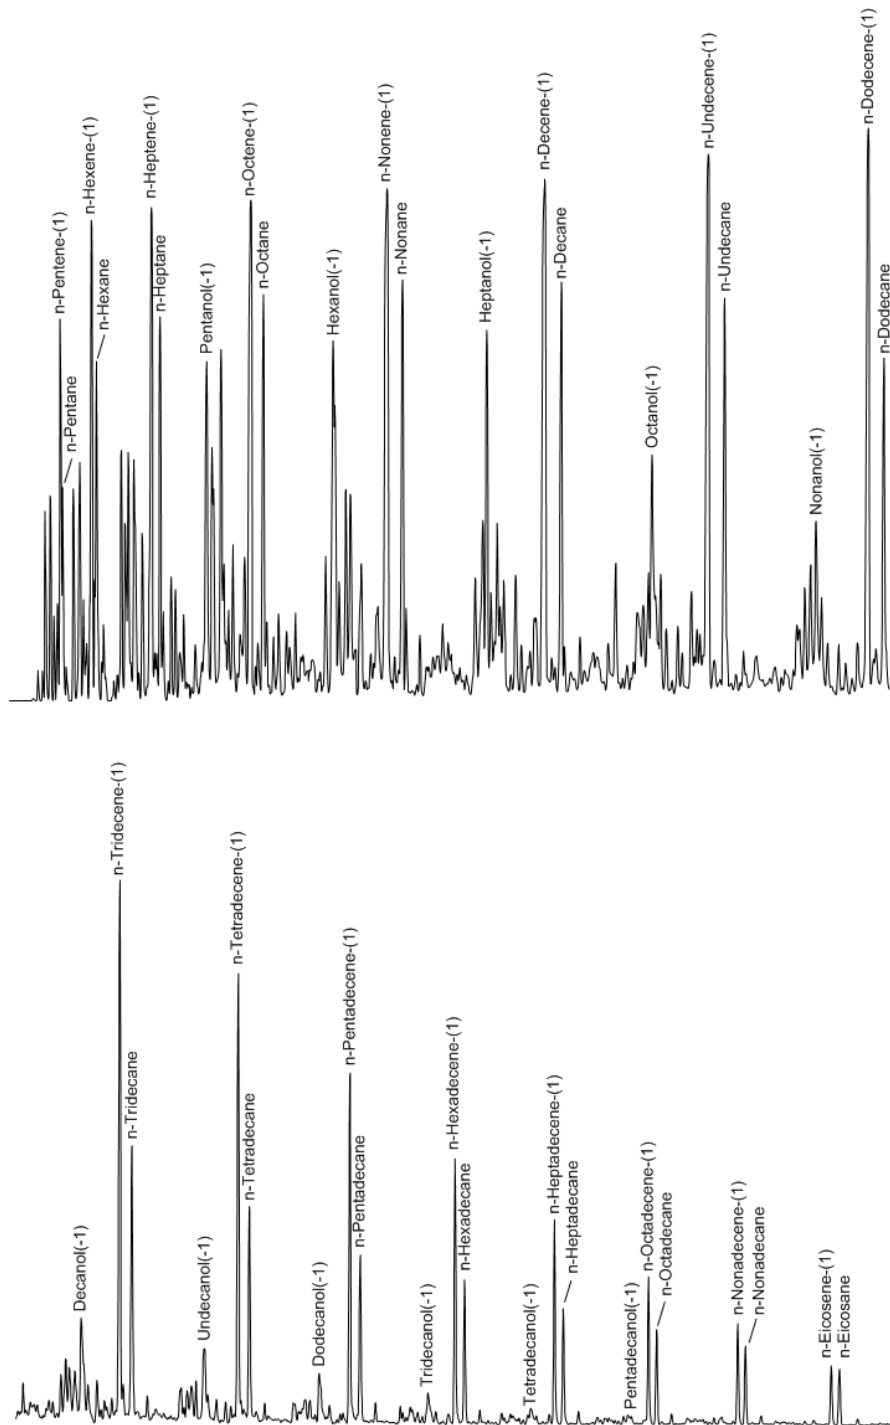 n-Pentene-(1)
n-Pentane
n-Hexene-(1)
n-Hexane
n-Heptene-(1)
n-Heptane
Pentanol(-1)
n-Octene-(1)
n-Octane
Hexanol(-1)
n-Nonene-(1)
n-Nonane
Heptanol(-1)
n-Decene-(1)
n-Decane
Octanol(-1)
n-Undecene-(1)
n-Undecane
Nonanol(-1)
n-Dodecene-(1)
n-Dodecane
Decanol(-1)
n-Tridecene-(1)
n-Tridecane
Undecanol(-1)
n-Tetradecene-(1)
n-Tetradecane
Dodecanol(-1)
n-Pentadecene-(1)
n-Pentadecane
Tridecanol(-1)
n-Hexadecene-(1)
n-Hexadecane
Tetradecanol(-1)
n-Heptadecene-(1)
n-Heptadecane
Pentadecanol(-1)
n-Octadecene-(1)
n-Octadecane
n-Nonadecene-(1)
n-Nonadecane
n-Eicosene-(1)
n-Eicosane